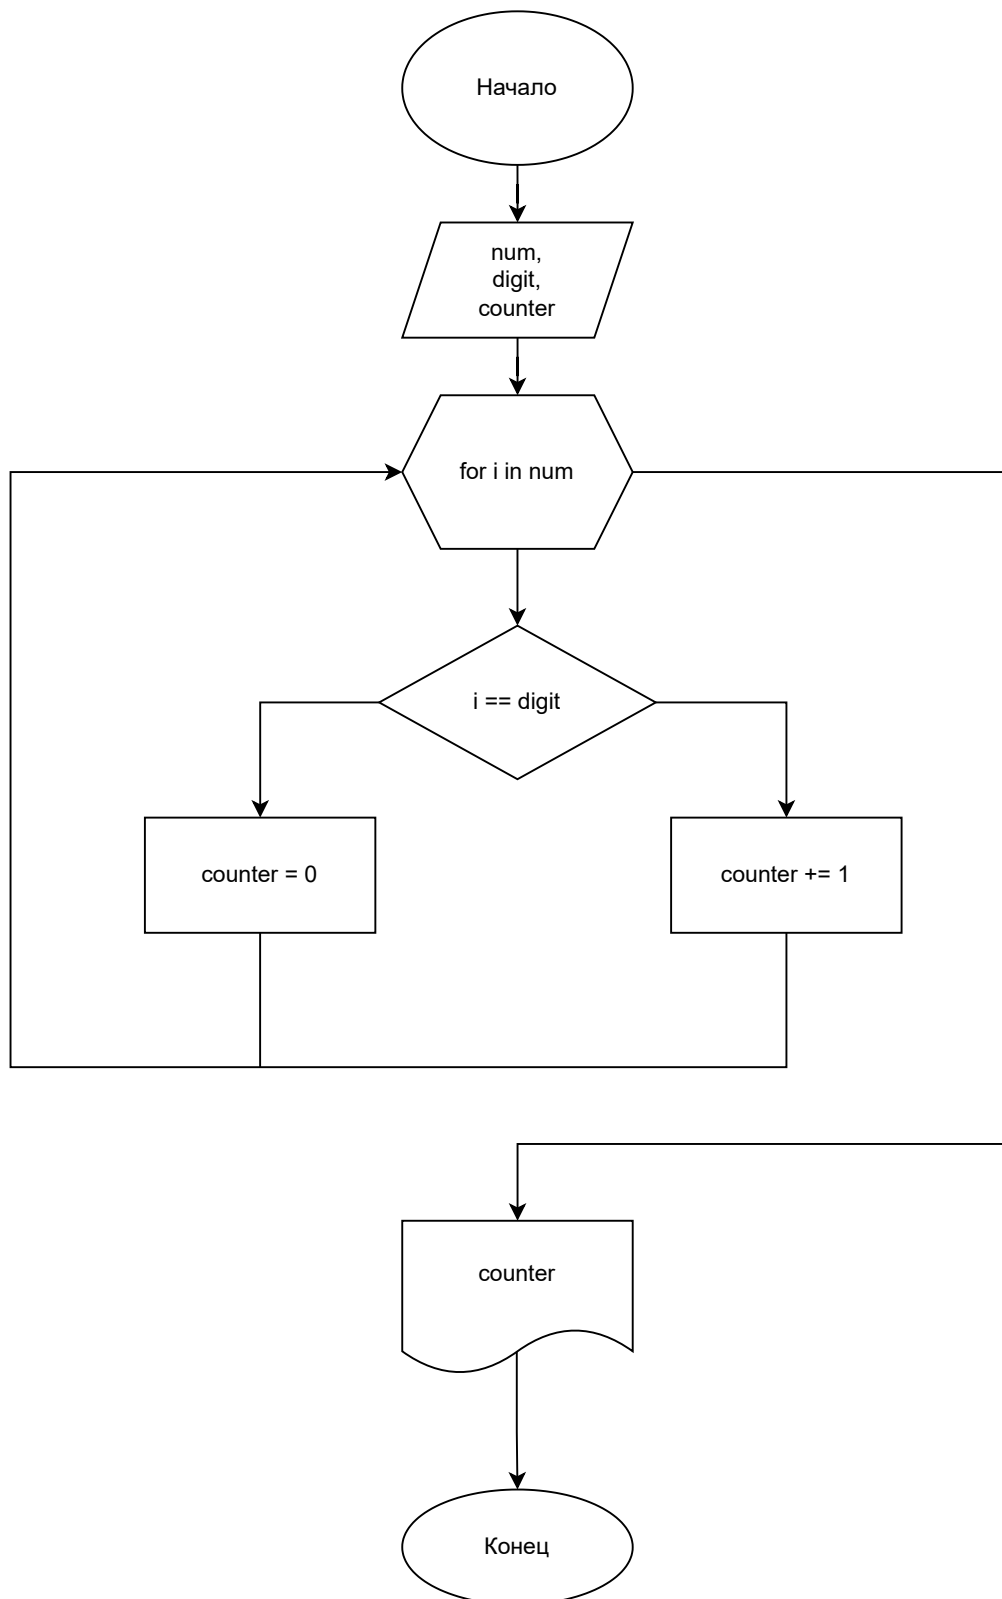 Начало
num,
digit,
counter
for i in num
i == digit
counter = 0
counter += 1
counter
Конец